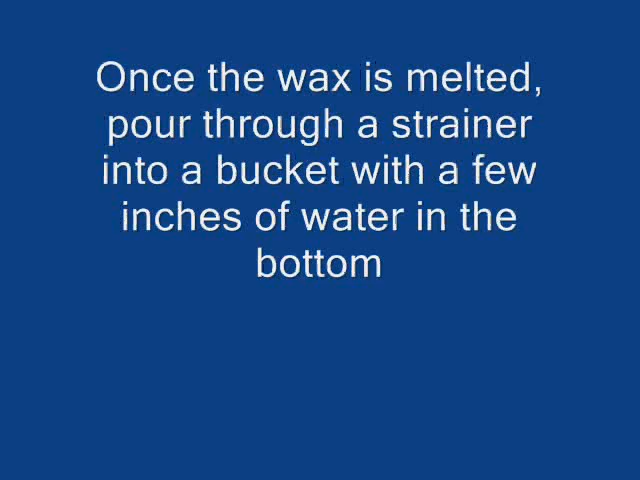 Once the wax is melted,
pour through a strainer
into a bucket with a few
inches of water in the
bottom